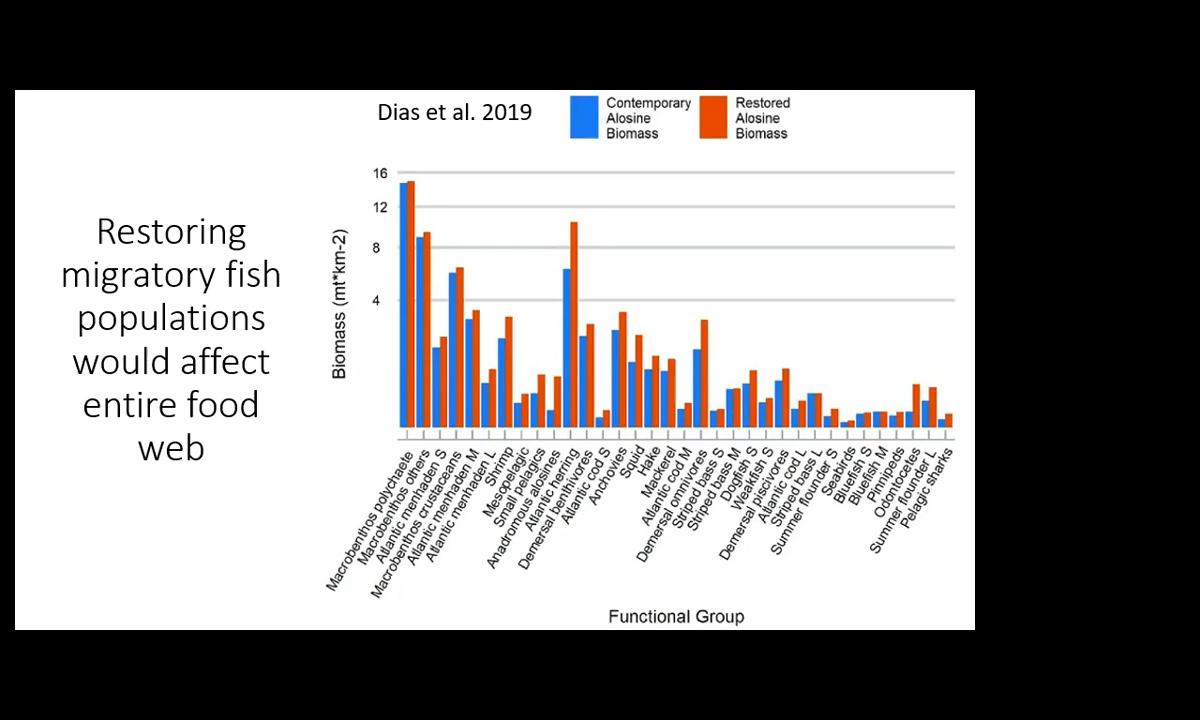 Restoring
migratory fish
populations
would affect
entire food
web
Dias et al. 2019
Contemporary
Alosine
Biomass
Restored
Alosine
Biomass
Biomass (mt*km-2)
16
12
8
4
Macrobenthos polychaete
Macrobenthos others
Atlantic menhaden S
Macrobenthos crustaceans
Atlantic menhaden M
Atlantic menhaden L
Shrimp
Mesopelagic
Small pelagics
Anadromous alosines
Atlantic herring
Demersal benthivores
Atlantic cod S
Anchovies
Squid
Hake
Mackerel
Atlantic cod M
Demersal omnivores
Striped bass S
Striped bass M
Dogfish S
Weakfish S
Demersal piscivores
Atlantic cod L
Striped bass L
Summer flounder S
Seabirds
Bluefish S
Bluefish M
Pinnipeds
Odontocetes
Summer flounder L
Pelagic sharks
Functional Group